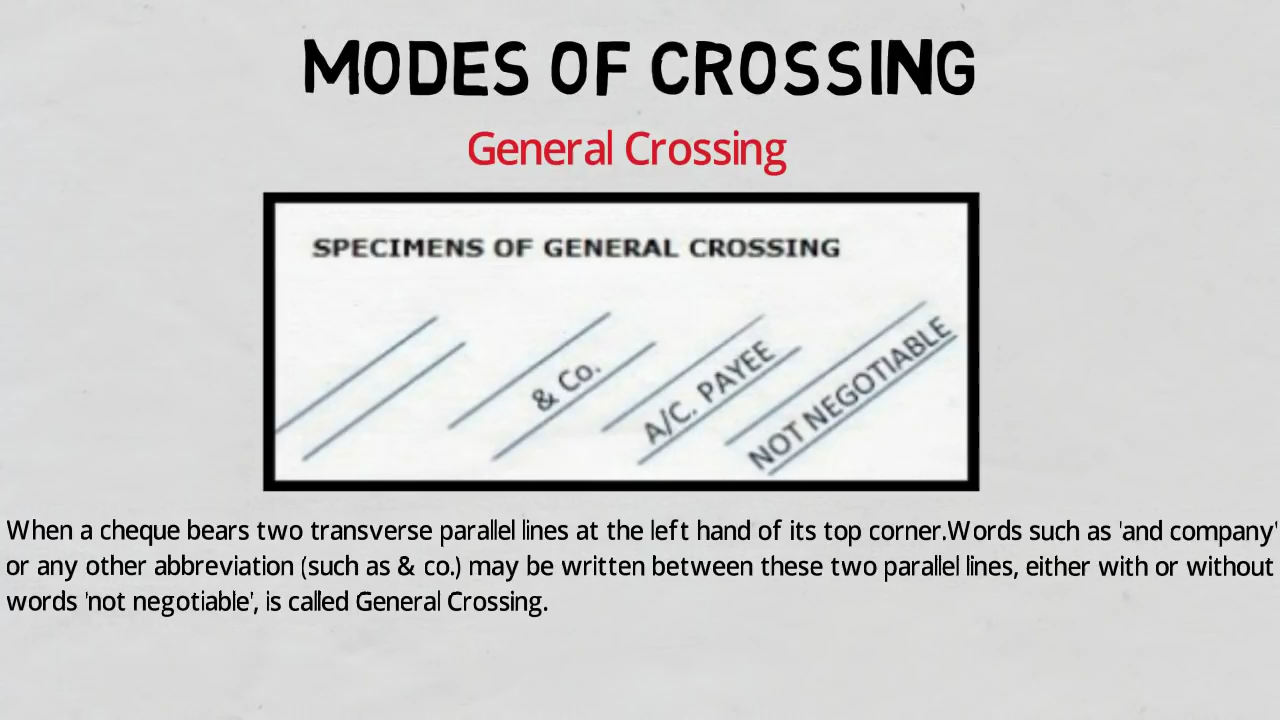 MODES OF CROSSING
General Crossing
SPECIMENS OF GENERAL CROSSING
& Co.
A/C. PAYEE
NOT NEGOTIABLE
When a cheque bears two transverse parallel lines at the left hand of its top corner.Words such as 'and company'
or any other abbreviation (such as & co.) may be written between these two parallel lines, either with or without
words 'not negotiable', is called General Crossing.